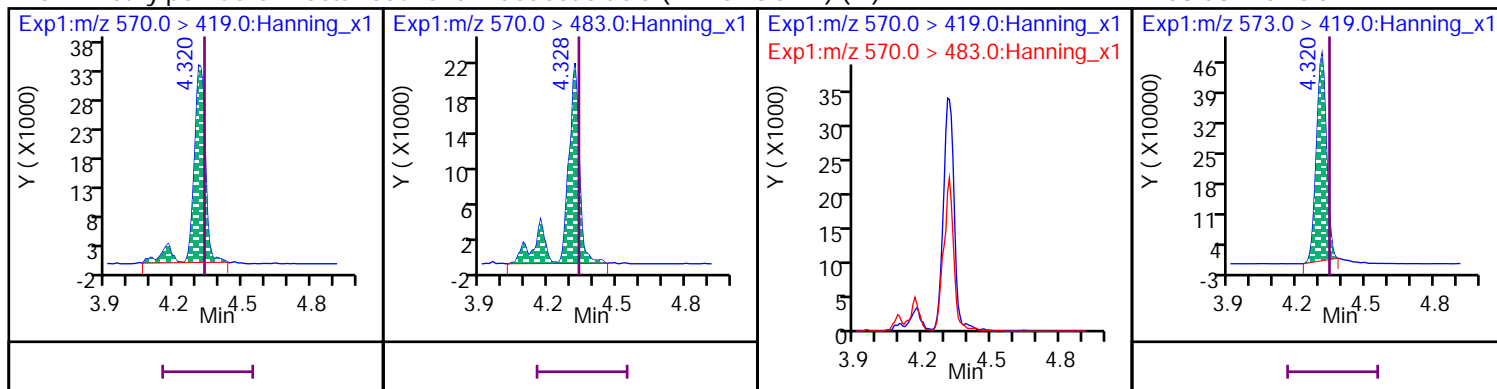 Exp1:m/z 570.0 > 419.0:Hanning_x1
38
33
28
23
18
13
8
3
-2
Y ( X1000)
4.320
3.9 4.2 4.5 4.8
Min
Exp1:m/z 570.0 > 483.0:Hanning_x1
22
18
14
10
6
2
-2
Y ( X1000)
4.328
3.9 4.2 4.5 4.8
Min
Exp1:m/z 570.0 > 419.0:Hanning_x1
Exp1:m/z 570.0 > 483.0:Hanning_x1
35
30
25
20
15
10
5
0
Y ( X1000)
3.9 4.2 4.5 4.8
Min
Exp1:m/z 573.0 > 419.0:Hanning_x1
46
39
32
25
18
11
4
-3
Y ( X10000)
4.320
3.9 4.2 4.5 4.8
Min